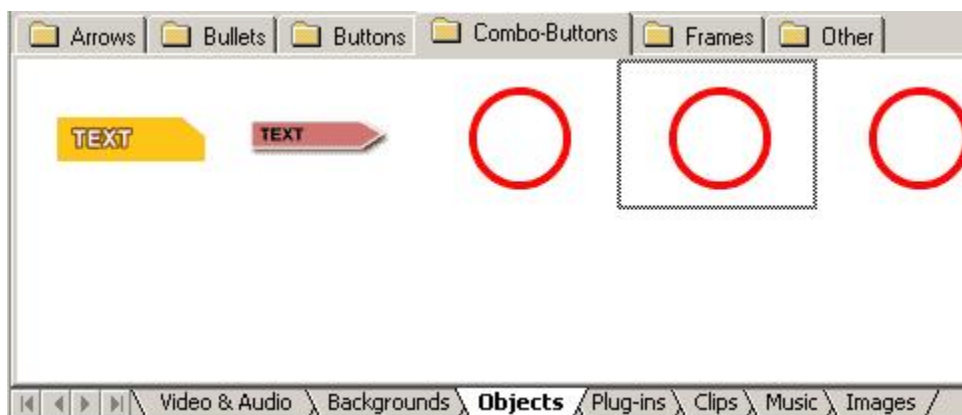 Arrows Bullets Buttons Combo-Buttons Frames Other
TEXT TEXT
Video & Audio Backgrounds Objects Plug-ins Clips Music Images